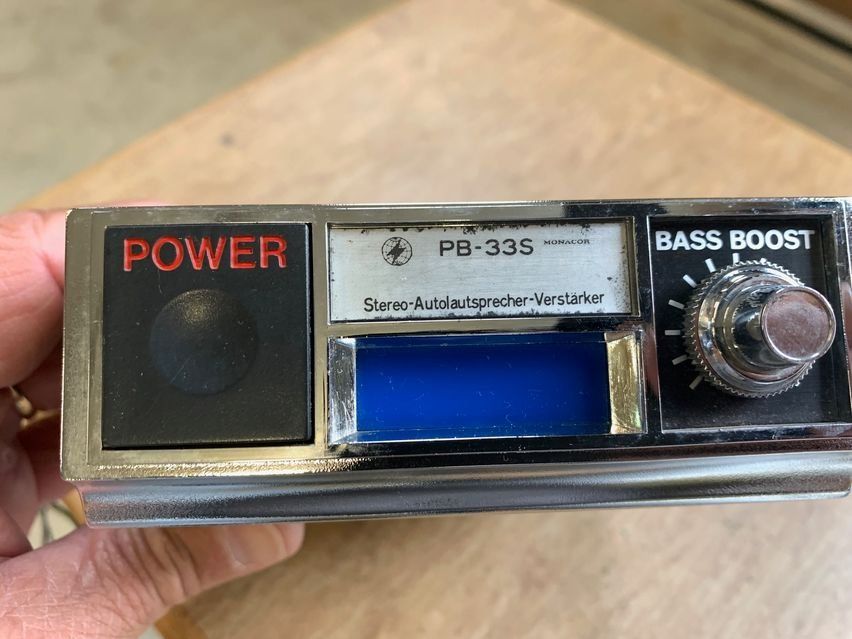 POWER
PB-33S MONACOR
Stereo-Autolautsprecher-Verstärker
BASS BOOST